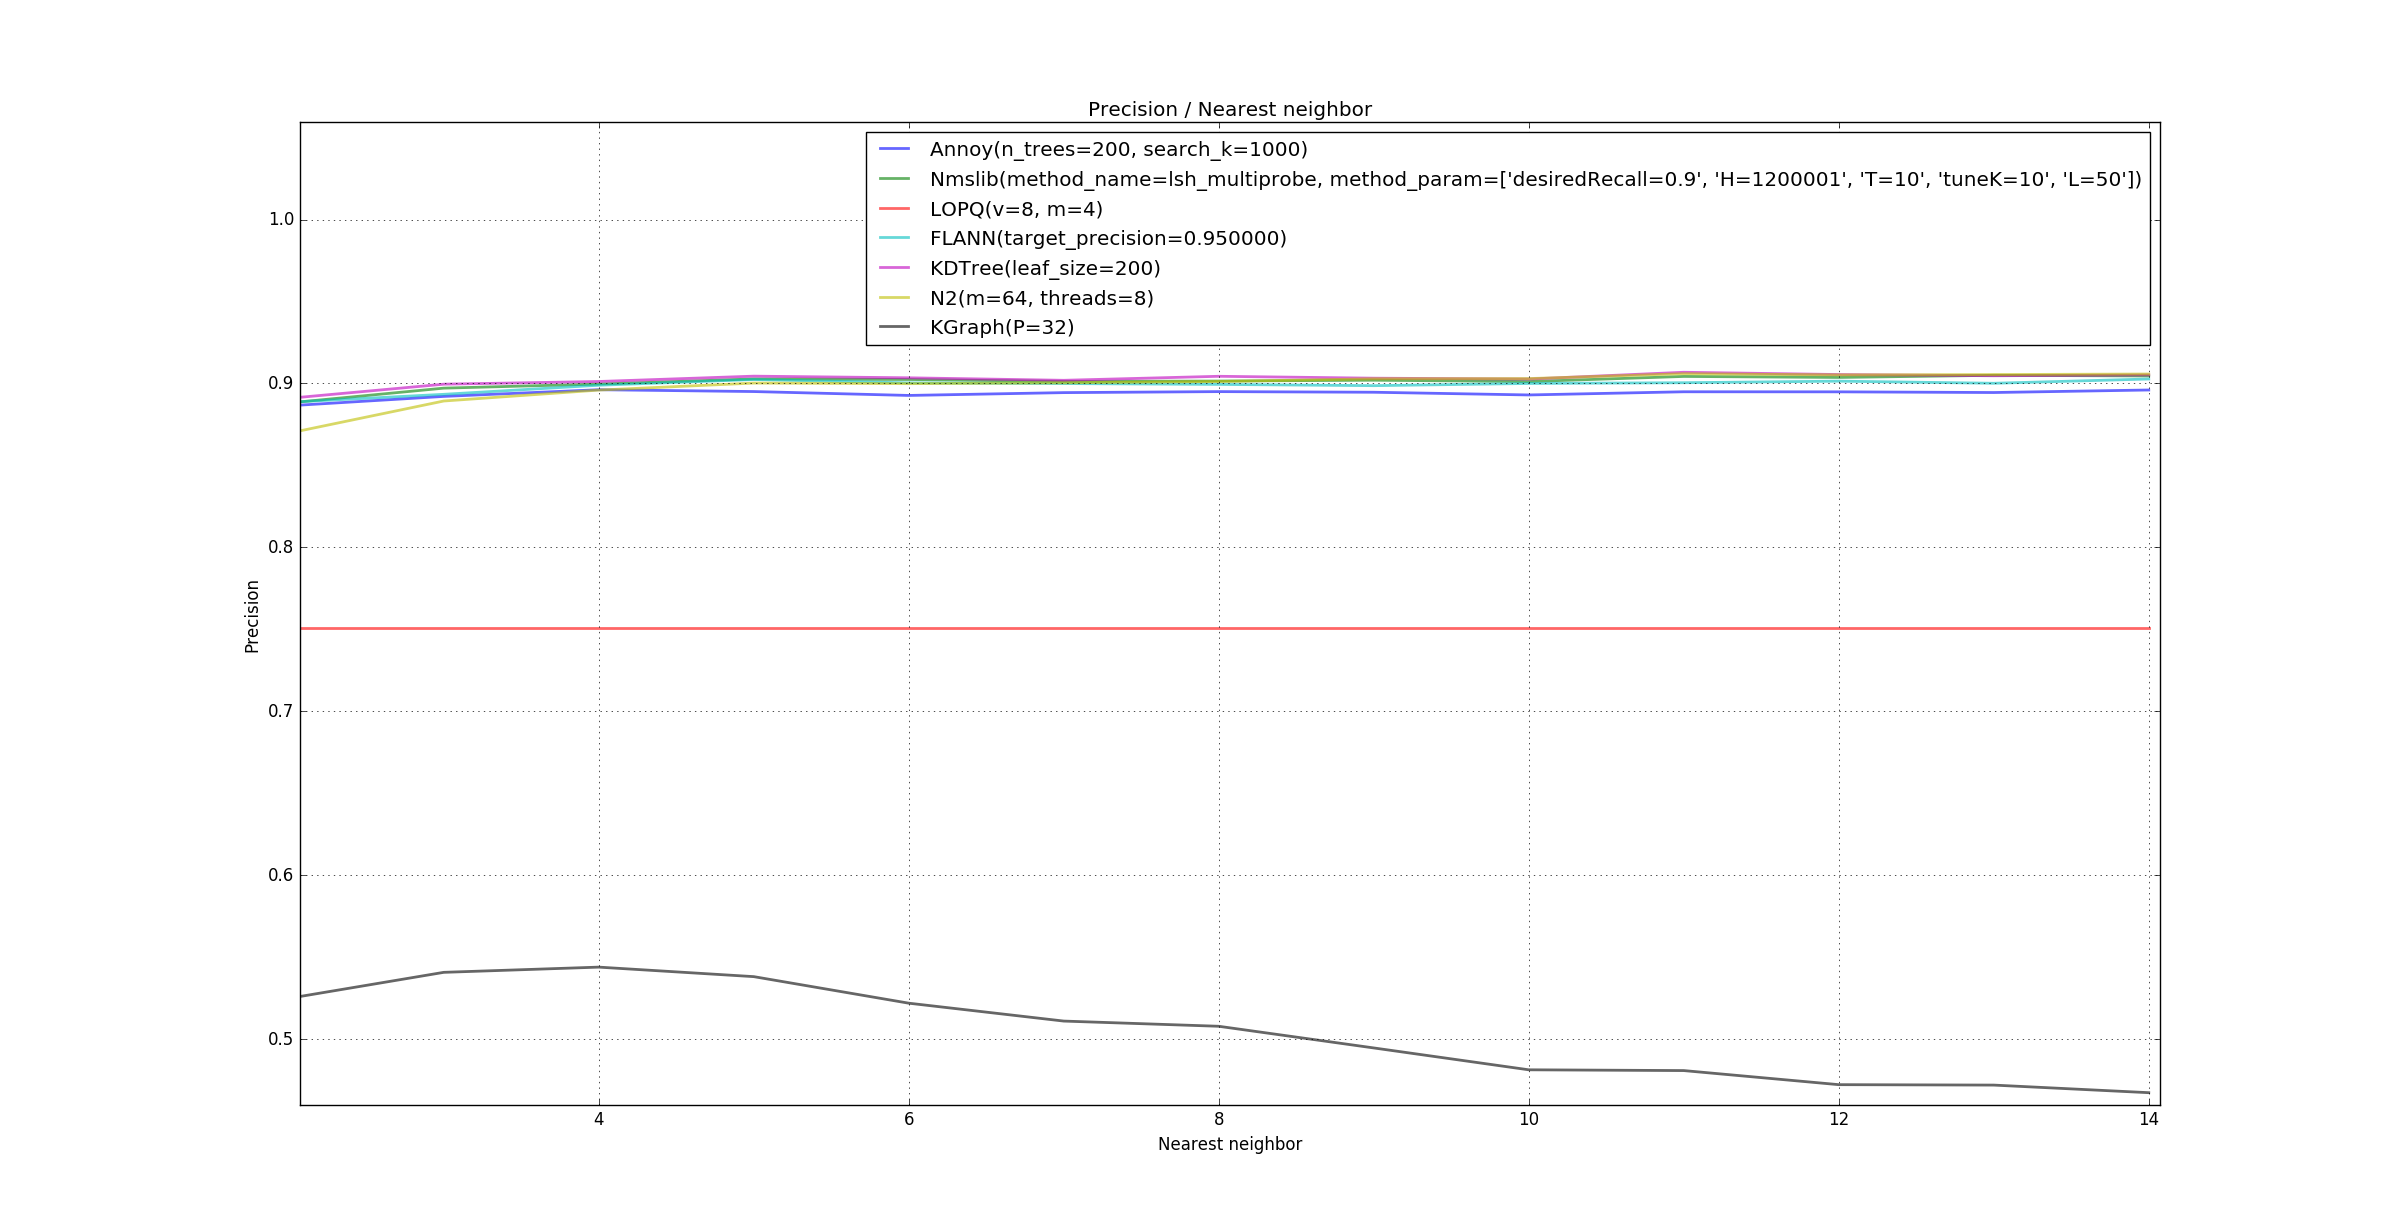 Precision / Nearest neighbor
Annoy(n_trees=200, search_k=1000)
Nmslib(method_name=lsh_multiprobe, method_param=['desiredRecall=0.9', 'H=1200001', 'T=10', 'tuneK=10', 'L=50'])
LOPQ(v=8, m=4)
FLANN(target_precision=0.950000)
KDTree(leaf_size=200)
N2(m=64, threads=8)
KGraph(P=32)
1.0
0.9
0.8
0.7
0.6
0.5
Precision
4 6 8 10 12 14
Nearest neighbor